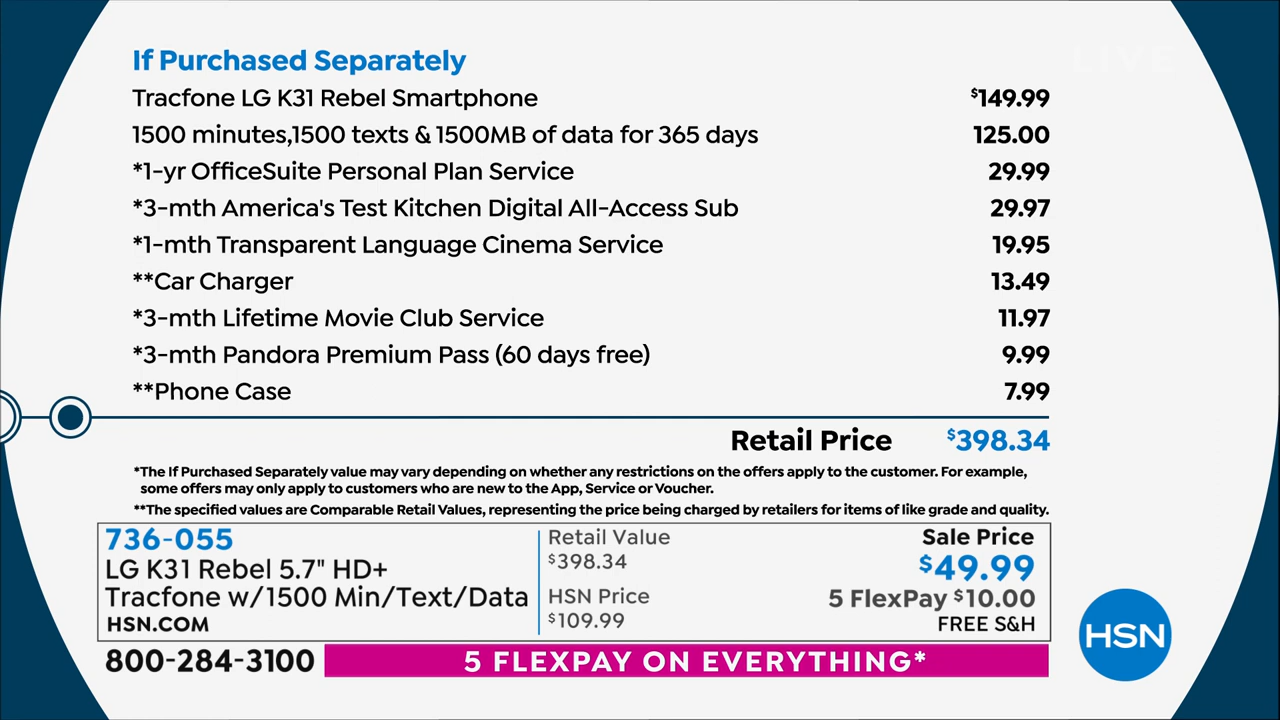 LIVE
If Purchased Separately
Tracfone LG K31 Rebel Smartphone $149.99
1500 minutes,1500 texts & 1500MB of data for 365 days 125.00
*1-yr OfficeSuite Personal Plan Service 29.99
*3-mth America's Test Kitchen Digital All-Access Sub 29.97
*1-mth Transparent Language Cinema Service 19.95
**Car Charger 13.49
*3-mth Lifetime Movie Club Service 11.97
*3-mth Pandora Premium Pass (60 days free) 9.99
**Phone Case 7.99
Retail Price $398.34
*The If Purchased Separately value may vary depending on whether any restrictions on the offers apply to the customer. For example,
some offers may only apply to customers who are new to the App, Service or Voucher.
**The specified values are Comparable Retail Values, representing the price being charged by retailers for items of like grade and quality.
736-055
LG K31 Rebel 5.7" HD+
Tracfone w/1500 Min/Text/Data
HSN.COM
Retail Value
$398.34
HSN Price
$109.99
Sale Price
$49.99
5 FlexPay $10.00
FREE S&H
HSN
800-284-3100
5 FLEXPAY ON EVERYTHING*